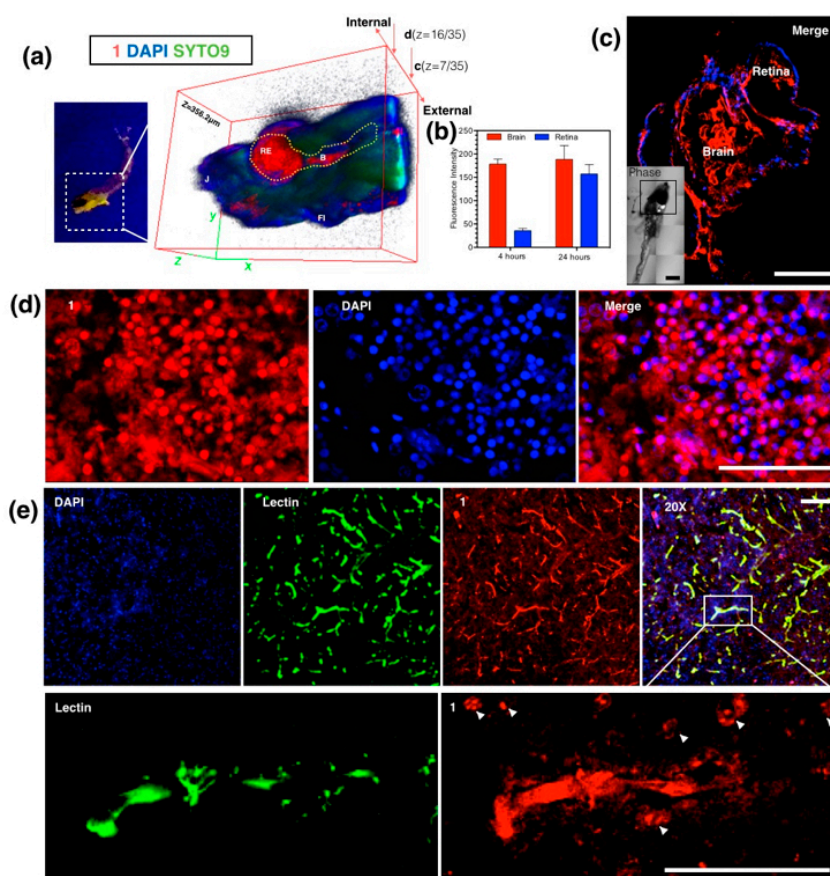 (a)
1 DAPI SYTO9
Z=356.2μm
RE
B
J
FI
y
z
x
Internal
d(z=16/35)
c(z=7/35)
External
(b)
Brain
Retina
Fluorescence Intensity
250
200
150
100
50
0
4 hours
24 hours
(c)
Merge
Retina
Brain
Phase
(d)
1
DAPI
Merge
(e)
DAPI
Lectin
1
20X
Lectin
1